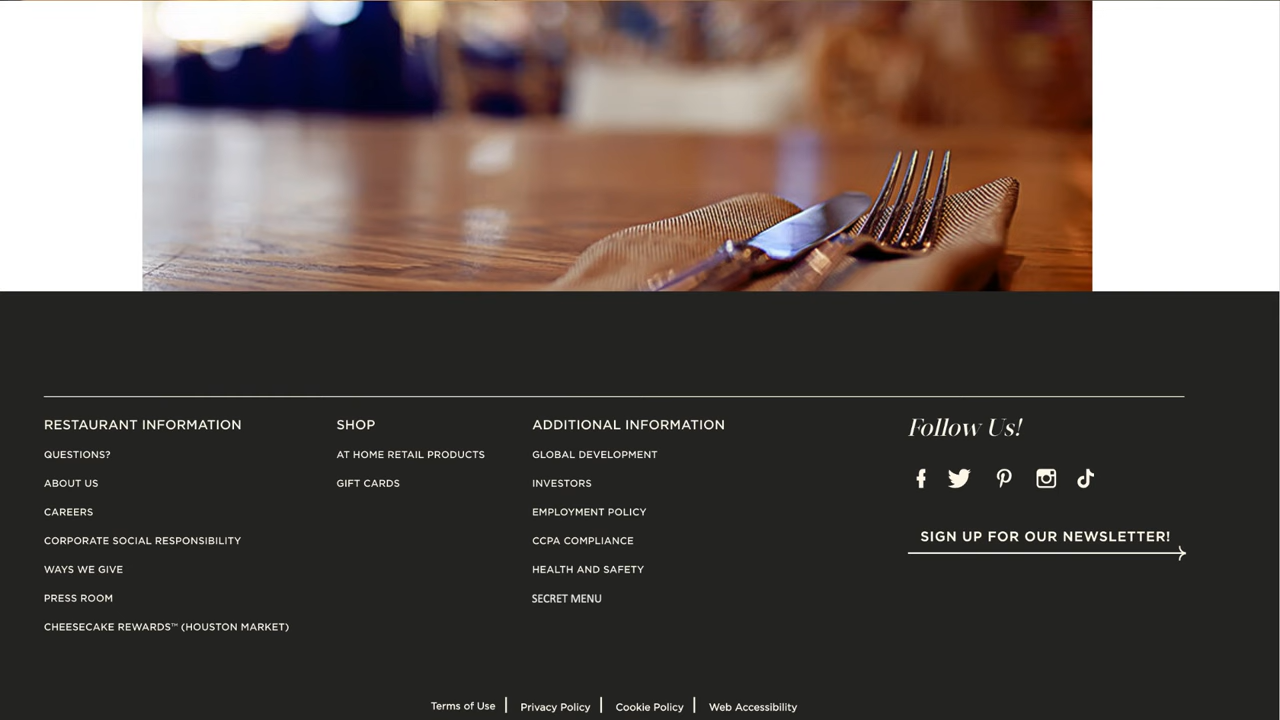 RESTAURANT INFORMATION
QUESTIONS?
ABOUT US
CAREERS
CORPORATE SOCIAL RESPONSIBILITY
WAYS WE GIVE
PRESS ROOM
CHEESECAKE REWARDS™ (HOUSTON MARKET)
SHOP
AT HOME RETAIL PRODUCTS
GIFT CARDS
ADDITIONAL INFORMATION
GLOBAL DEVELOPMENT
INVESTORS
EMPLOYMENT POLICY
CCPA COMPLIANCE
HEALTH AND SAFETY
SECRET MENU
Follow Us!
SIGN UP FOR OUR NEWSLETTER!
Terms of Use | Privacy Policy | Cookie Policy | Web Accessibility